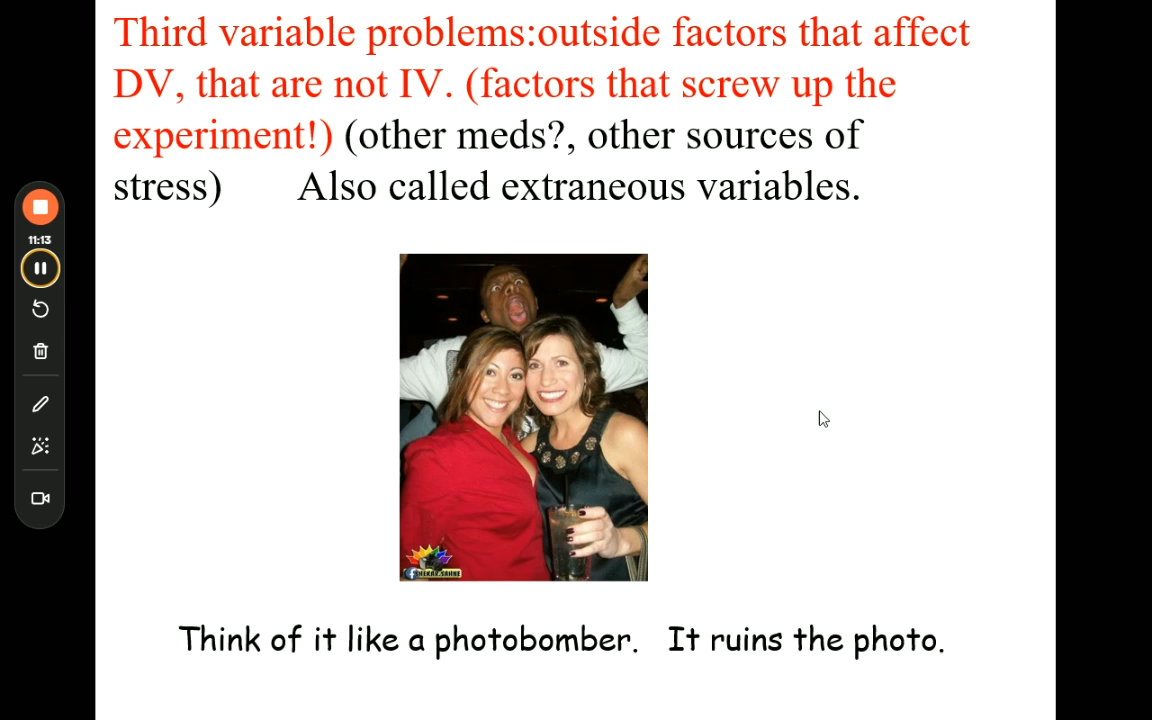 Third variable problems:outside factors that affect
DV, that are not IV. (factors that screw up the
experiment!) (other meds?, other sources of
stress) Also called extraneous variables.
11:13
Think of it like a photobomber. It ruins the photo.